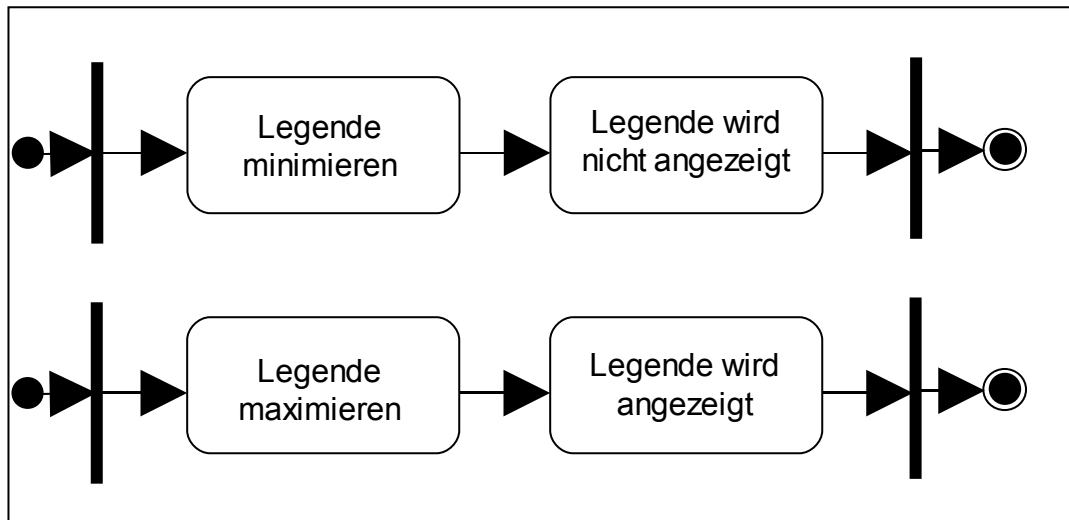 Legende
minimieren
Legende wird
nicht angezeigt
Legende
maximieren
Legende wird
angezeigt